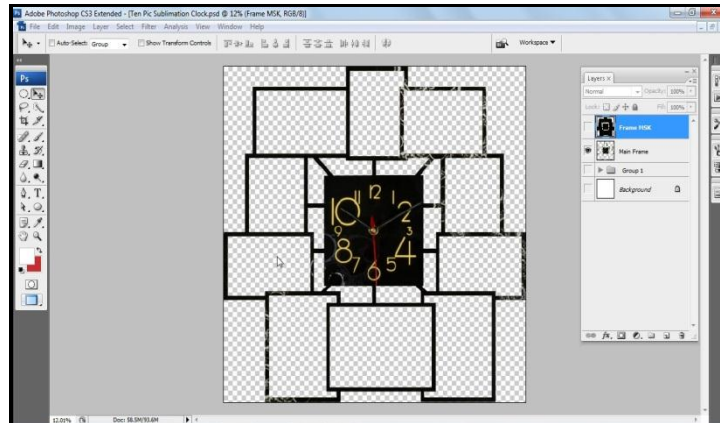 Adobe Photoshop CS3 Extended - [Ten Pic Sublimation Clock.psd @ 12% (Frame MSK, RGB/8)]
File Edit Image Layer Select Filter Analysis View Window Help
Auto-Select: Group Show Transform Controls Workspace
Ps
Layers x
Normal Opacity: 100%
Lock: Fill: 100%
Frame MSK
Main Frame
Group 1
Background
T
11 12 1
10 2
9 3
8 4
7 6 5
12.01% Doc: 58.5M/93.6M